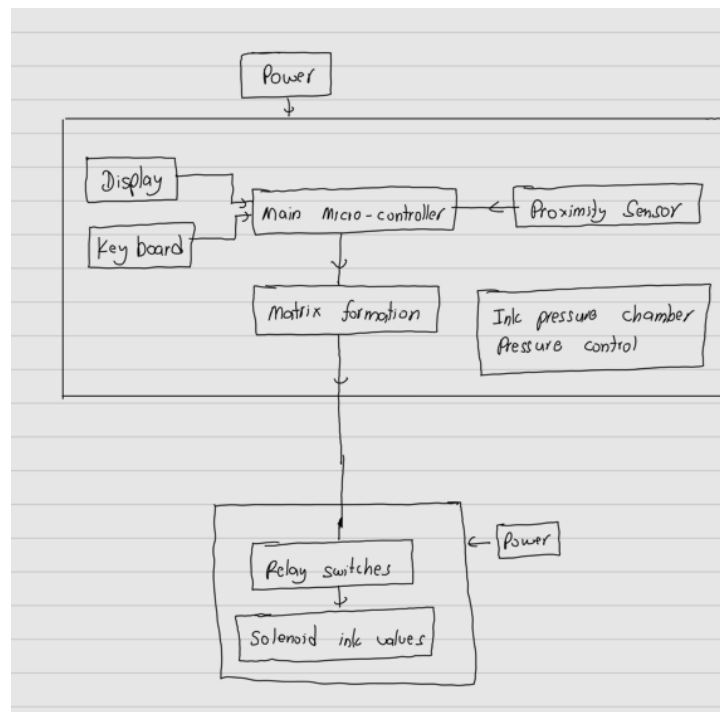 Power
Display
Main Micro-controller
Proximity Sensor
Key board
Matrix formation
Ink pressure chamber
Pressure control
Power
Relay switches
Solenoid ink values